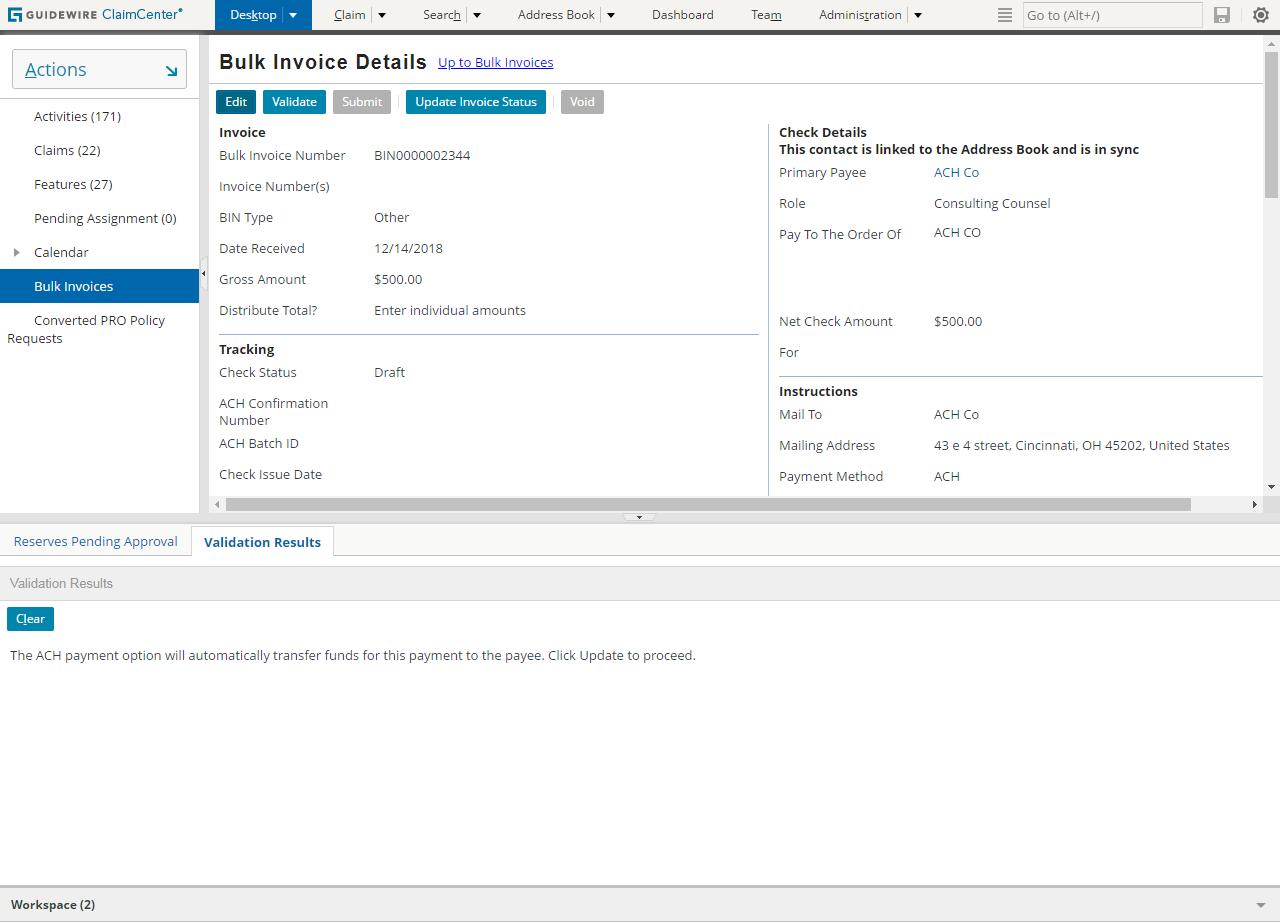 GUIDEWIRE ClaimCenter®
Desktop
Claim
Search
Address Book
Dashboard
Team
Administration
Go to (Alt+/)
Actions
Activities (171)
Claims (22)
Features (27)
Pending Assignment (0)
Calendar
Bulk Invoices
Converted PRO Policy
Requests
Bulk Invoice Details Up to Bulk Invoices
Edit
Validate
Submit
Update Invoice Status
Void
Invoice
Bulk Invoice Number BIN0000002344
Invoice Number(s)
BIN Type Other
Date Received 12/14/2018
Gross Amount $500.00
Distribute Total? Enter individual amounts
Tracking
Check Status Draft
ACH Confirmation
Number
ACH Batch ID
Check Issue Date
Check Details
This contact is linked to the Address Book and is in sync
Primary Payee ACH Co
Role Consulting Counsel
Pay To The Order Of ACH CO
Net Check Amount $500.00
For
Instructions
Mail To ACH Co
Mailing Address 43 e 4 street, Cincinnati, OH 45202, United States
Payment Method ACH
Reserves Pending Approval
Validation Results
Validation Results
Clear
The ACH payment option will automatically transfer funds for this payment to the payee. Click Update to proceed.
Workspace (2)